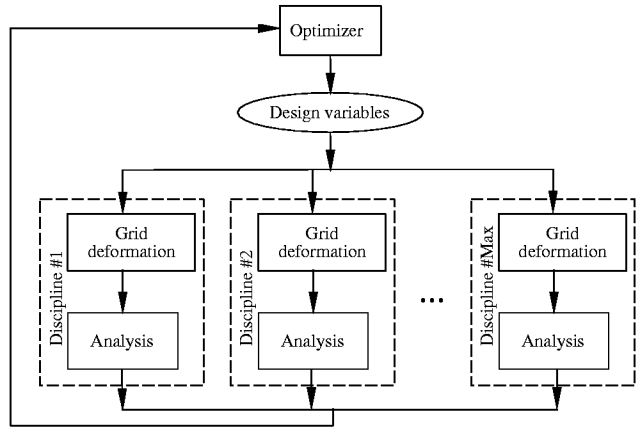 Optimizer
Design variables
Discipline #1
Grid
deformation
Analysis
Discipline #2
Grid
deformation
Analysis
...
Discipline #Max
Grid
deformation
Analysis